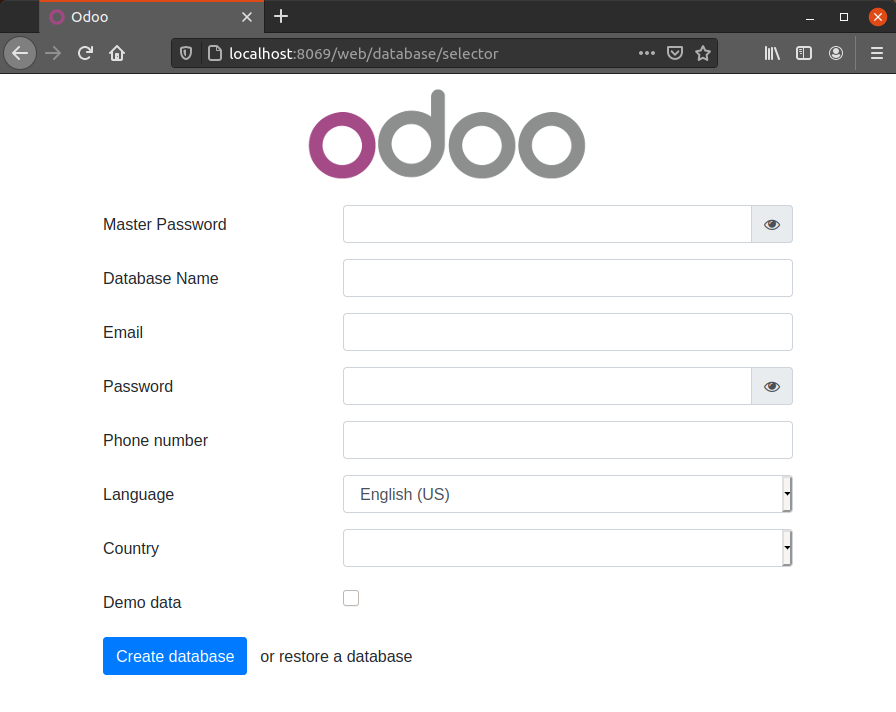 Odoo
localhost:8069/web/database/selector
odoo
Master Password
Database Name
Email
Password
Phone number
Language English (US)
Country
Demo data
Create database or restore a database